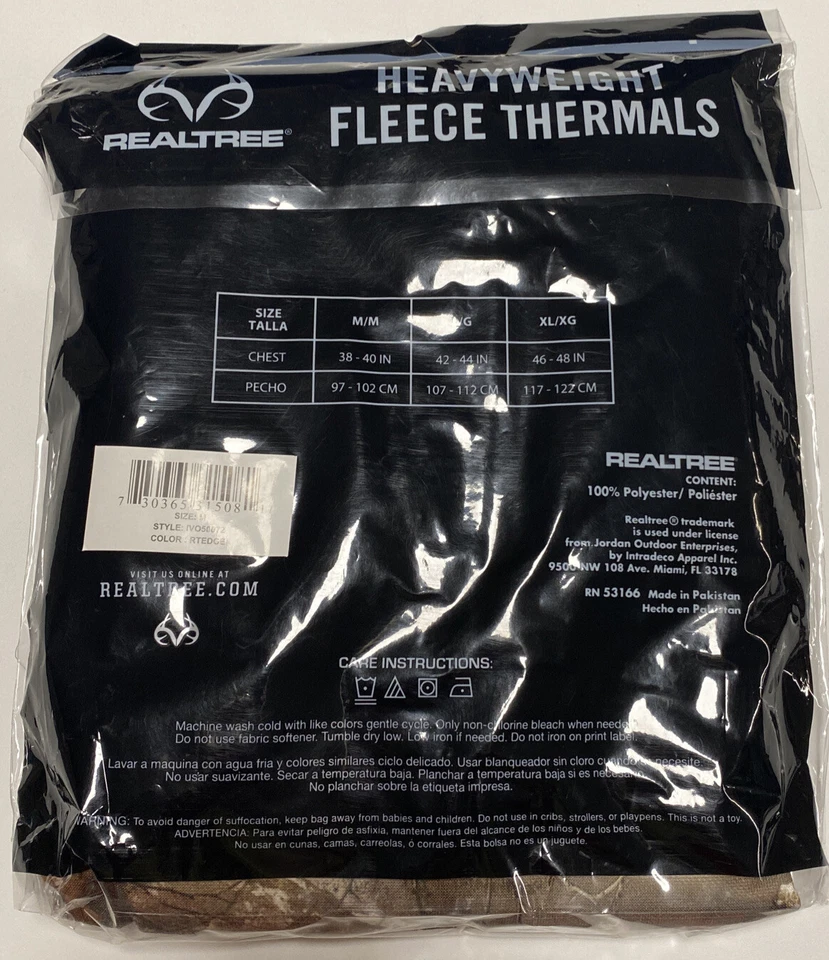 REALTREE®
HEAVYWEIGHT
FLEECE THERMALS
SIZE
TALLA
M/M
/G
XL/XG
CHEST
38 - 40 IN
42 - 44 IN
46 - 48 IN
PECHO
97 - 102 CM
107 - 112 CM
117 - 122 CM
7 30365 31508
SIZE:
STYLE:
COLOR:
VISIT US ONLINE AT
REALTREE.COM
REALTREE
CONTENT:
100% Polyester/ Poliéster
Realtree® trademark
is used under license
from Jordan Outdoor Enterprises,
by Intradeco Apparel Inc.
9500 NW 108 Ave. Miami, FL 33178
RN 53166 Made in Pakistan
Hecho en Pakistan
CARE INSTRUCTIONS:
Machine wash cold with like colors gentle cycle. Only non-chlorine bleach when needed
Do not use fabric softener. Tumble dry low. Low iron if needed. Do not iron on print label.
Lavar a maquina con agua fria y colores similares ciclo delicado. Usar blanqueador sin cloro cuando se necesite.
No usar suavizante. Secar a temperatura baja. Planchar a temperatura baja si es necesario.
No planchar sobre la etiqueta impresa.
WARNING: To avoid danger of suffocation, keep bag away from babies and children. Do not use in cribs, strollers, or playpens. This is not a toy.
ADVERTENCIA: Para evitar peligro de asfixia, mantener fuera del alcance de los niños y de los bebes.
No usar en cunas, camas, carreolas, ó corrales. Esta bolsa no es un juguete.